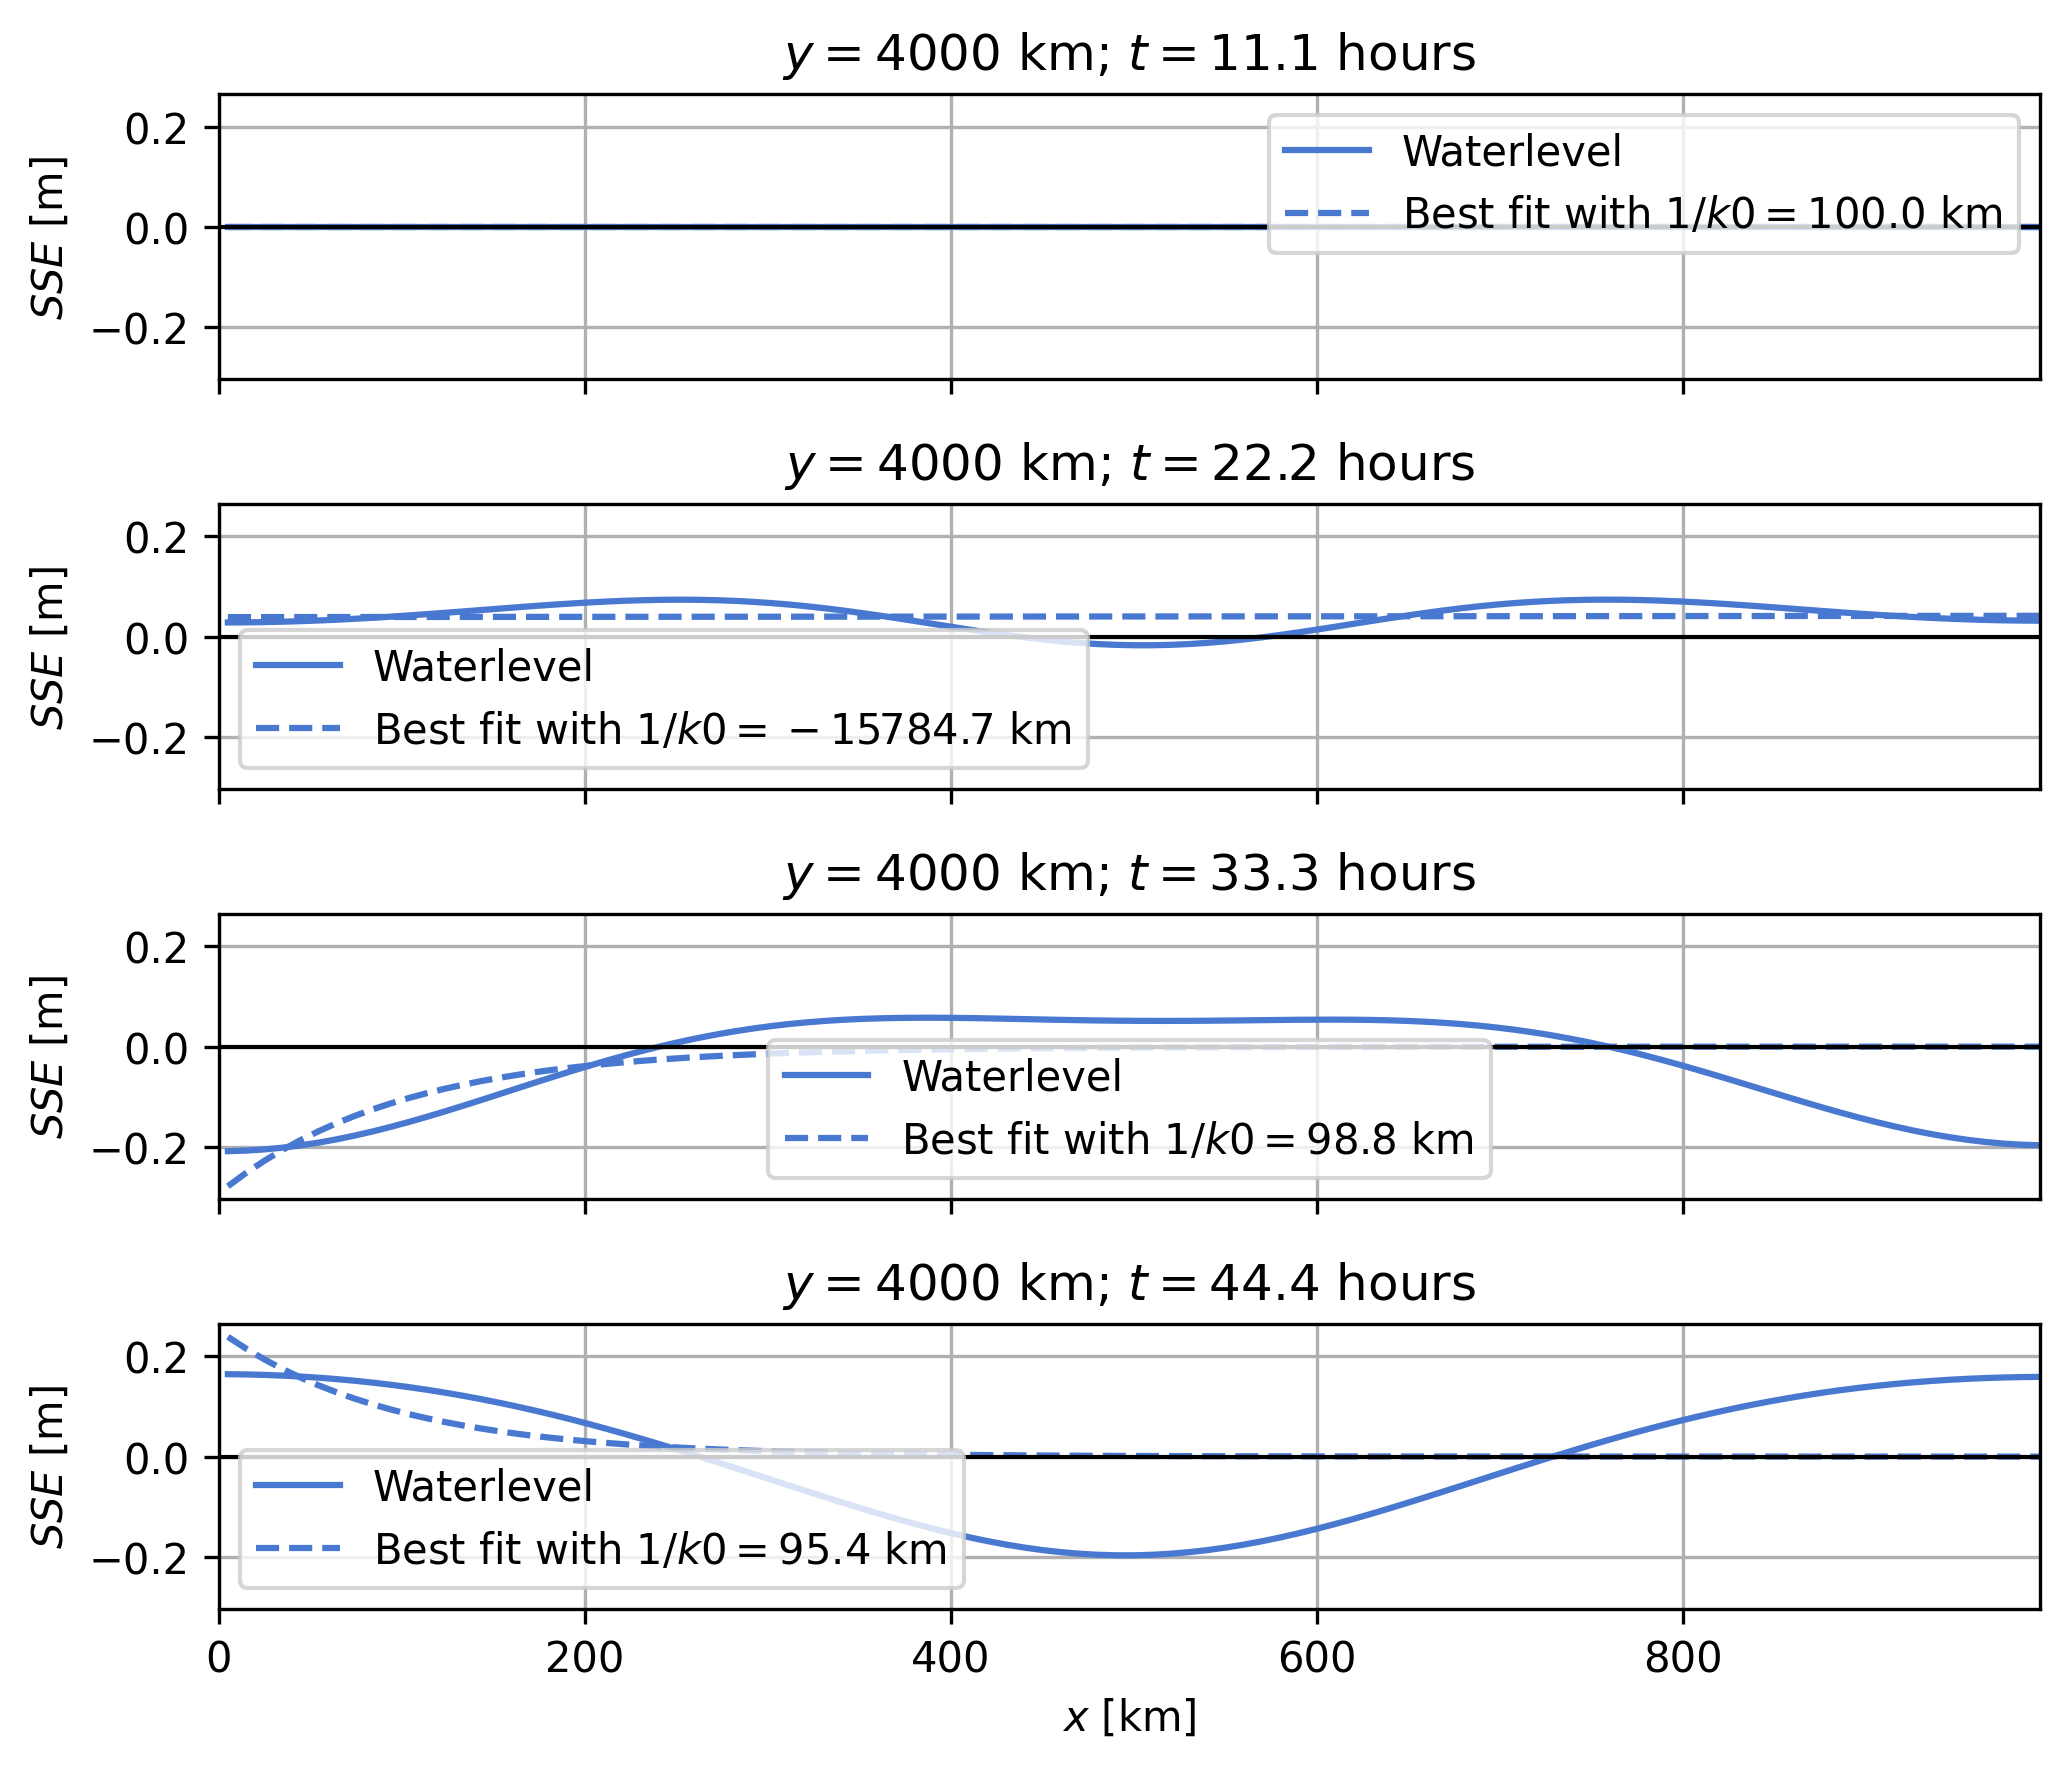 y = 4000 km; t = 11.1 hours
SSE [m]
0.2
0.0
−0.2
Waterlevel
Best fit with 1/k0 = 100.0 km
y = 4000 km; t = 22.2 hours
SSE [m]
0.2
0.0
−0.2
Waterlevel
Best fit with 1/k0 = −15784.7 km
y = 4000 km; t = 33.3 hours
SSE [m]
0.2
0.0
−0.2
Waterlevel
Best fit with 1/k0 = 98.8 km
y = 4000 km; t = 44.4 hours
SSE [m]
0.2
0.0
−0.2
Waterlevel
Best fit with 1/k0 = 95.4 km
0 200 400 600 800
x [km]